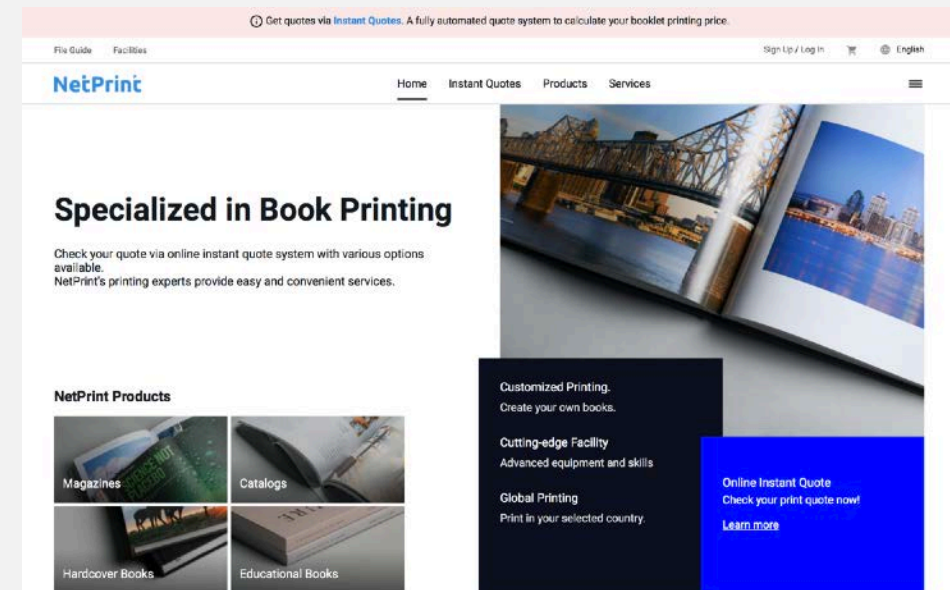 Get quotes via Instant Quotes. A fully automated quote system to calculate your booklet printing price.
File Guide Facilities Sign Up / Log In English
NetPrint Home Instant Quotes Products Services
Specialized in Book Printing
Check your quote via online instant quote system with various options
available.
NetPrint's printing experts provide easy and convenient services.
NetPrint Products
Magazines
Catalogs
Hardcover Books
Educational Books
Customized Printing.
Create your own books.
Cutting-edge Facility
Advanced equipment and skills
Global Printing
Print in your selected country.
Online Instant Quote
Check your print quote now!
Learn more